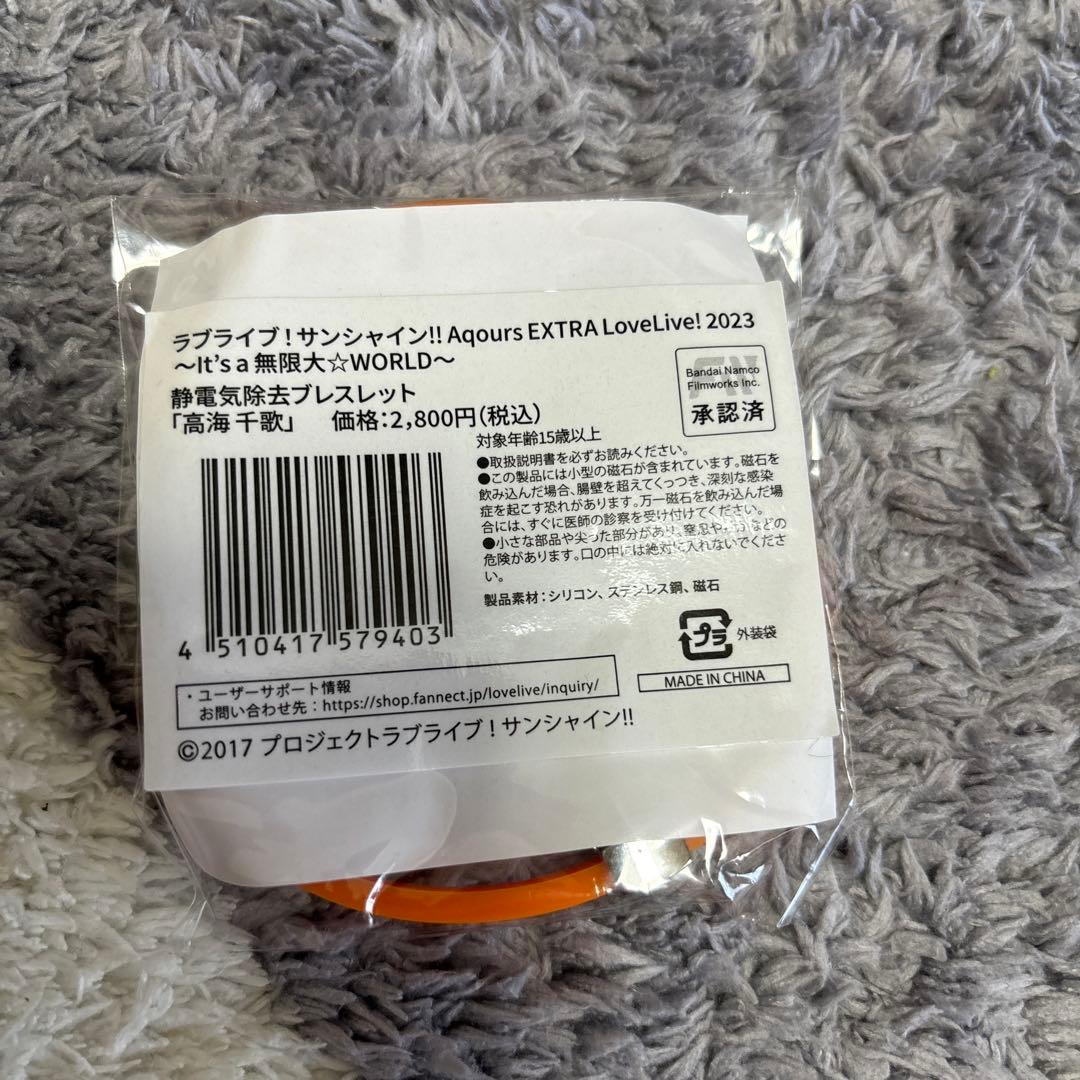 ラブライブ！サンシャイン!! Aqours EXTRA LoveLive! 2023
〜It's a 無限大☆WORLD〜
静電気除去ブレスレット
「高海 千歌」 価格：2,800円（税込）
Bandai Namco
Filmworks Inc.
承認済
対象年齢15歳以上
●取扱説明書を必ずお読みください。
●この製品には小型の磁石が含まれています。磁石を
飲み込んだ場合、腸壁を超えてくっつき、深刻な感染
症を起こす恐れがあります。万一磁石を飲み込んだ場
合には、すぐに医師の診察を受け付けてください。
●小さな部品や尖った部分があり、窒息や などの
危険があります。口の中には絶対に入れないでくださ
い。
製品素材：シリコン、ステンレス鋼、磁石
4 510417 579403
プラ 外装袋
MADE IN CHINA
・ユーザーサポート情報
お問い合わせ先：https://shop.fannect.jp/lovelive/inquiry/
©2017 プロジェクトラブライブ！サンシャイン!!